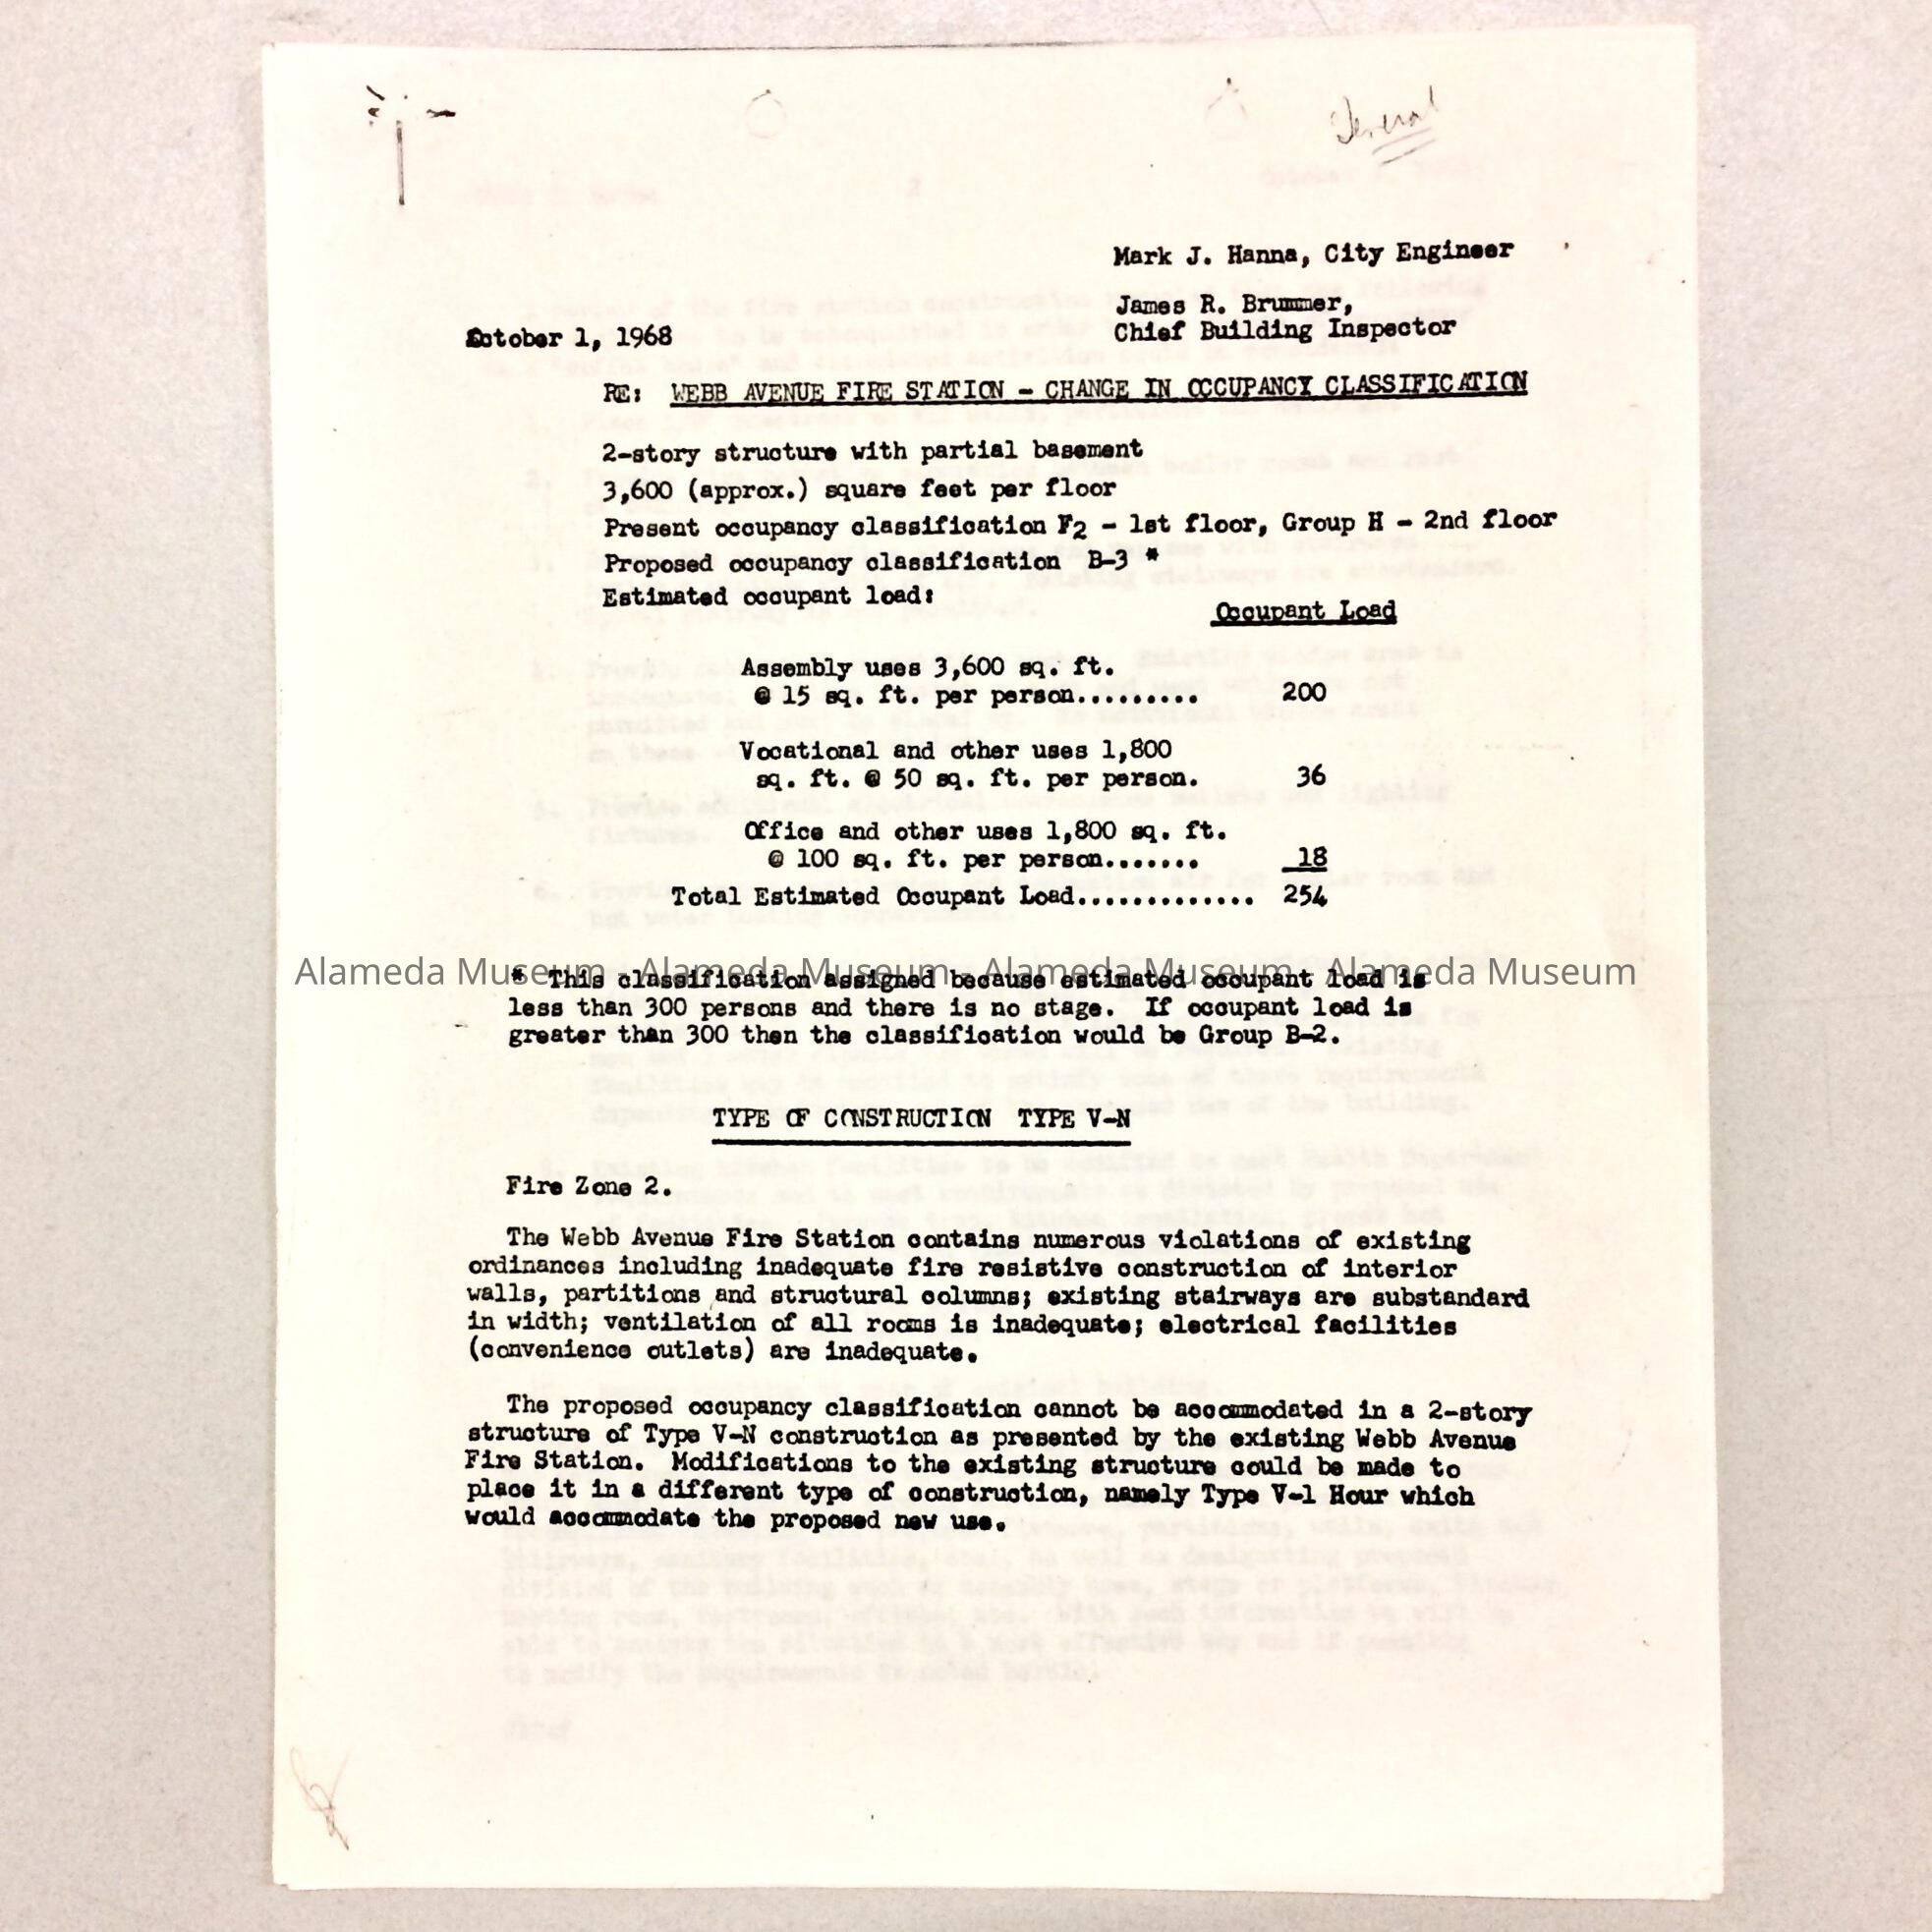 Mark J. Hanna, City Engineer
James R. Brummer,
October 1, 1968
Chief Building Inspector
RE: WEBB AVENUE FIRE STATION - CHANGE IN OCCUPANCY CLASSIFICATION
2-story structure with partial basement
3,600 (approx.) square feet per floor
Present occupancy classification F2 - 1st floor, Group H - 2nd floor
Proposed occupancy classification B-3 *
Estimated occupant load:
Occupant Load
Assembly uses 3,600 sq. ft.
@ 15 sq. ft. per person......... 200
Vocational and other uses 1,800
sq. ft. @ 50 sq. ft. per person. 36
Office and other uses 1,800 sq. ft.
@ 100 sq. ft. per person....... 18
Total Estimated Occupant Load............. 254
Alameda Museum - Alameda Museum - Alameda Museum - Alameda Museum
* This classification assigned because estimated occupant load is
less than 300 persons and there is no stage. If occupant load is
greater than 300 then the classification would be Group B-2.
TYPE OF CONSTRUCTION TYPE V-N
Fire Zone 2.
The Webb Avenue Fire Station contains numerous violations of existing
ordinances including inadequate fire resistive construction of interior
walls, partitions and structural columns; existing stairways are substandard
in width; ventilation of all rooms is inadequate; electrical facilities
(convenience outlets) are inadequate.
The proposed occupancy classification cannot be accommodated in a 2-story
structure of Type V-N construction as presented by the existing Webb Avenue
Fire Station. Modifications to the existing structure could be made to
place it in a different type of construction, namely Type V-1 Hour which
would accommodate the proposed new use.